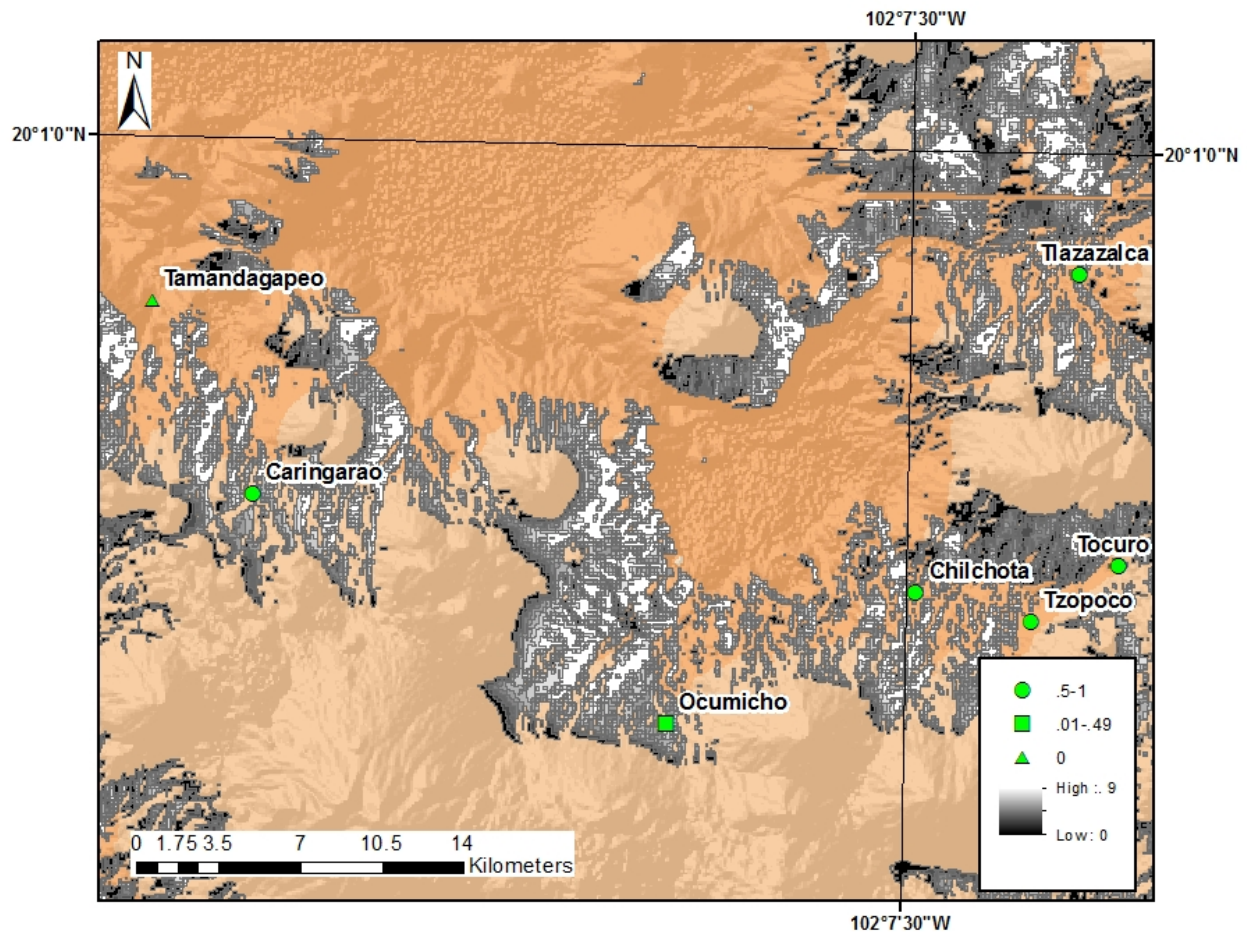 102°7'30"W
N
20°1'0"N
20°1'0"N
Tlazazalca
Tamandagapeo
Caringarao
Tocuro
Chilchota
Tzopoco
Ocumicho
.5-1
.01-.49
0
High :. 9
Low: 0
0 1.75 3.5 7 10.5 14
Kilometers
102°7'30"W